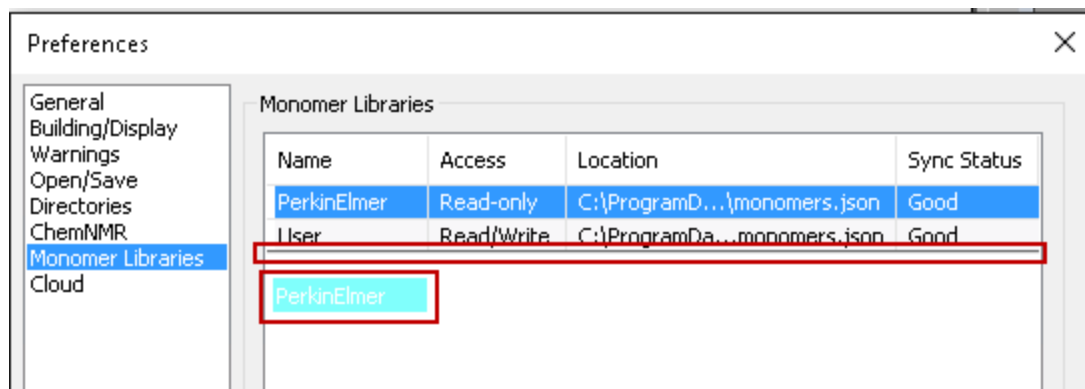 Preferences
General
Building/Display
Warnings
Open/Save
Directories
ChemNMR
Monomer Libraries
Cloud
Monomer Libraries
Name Access Location Sync Status
PerkinElmer Read-only C:\ProgramD...\monomers.json Good
User Read/Write C:\ProgramDa...monomers.json Good
PerkinElmer